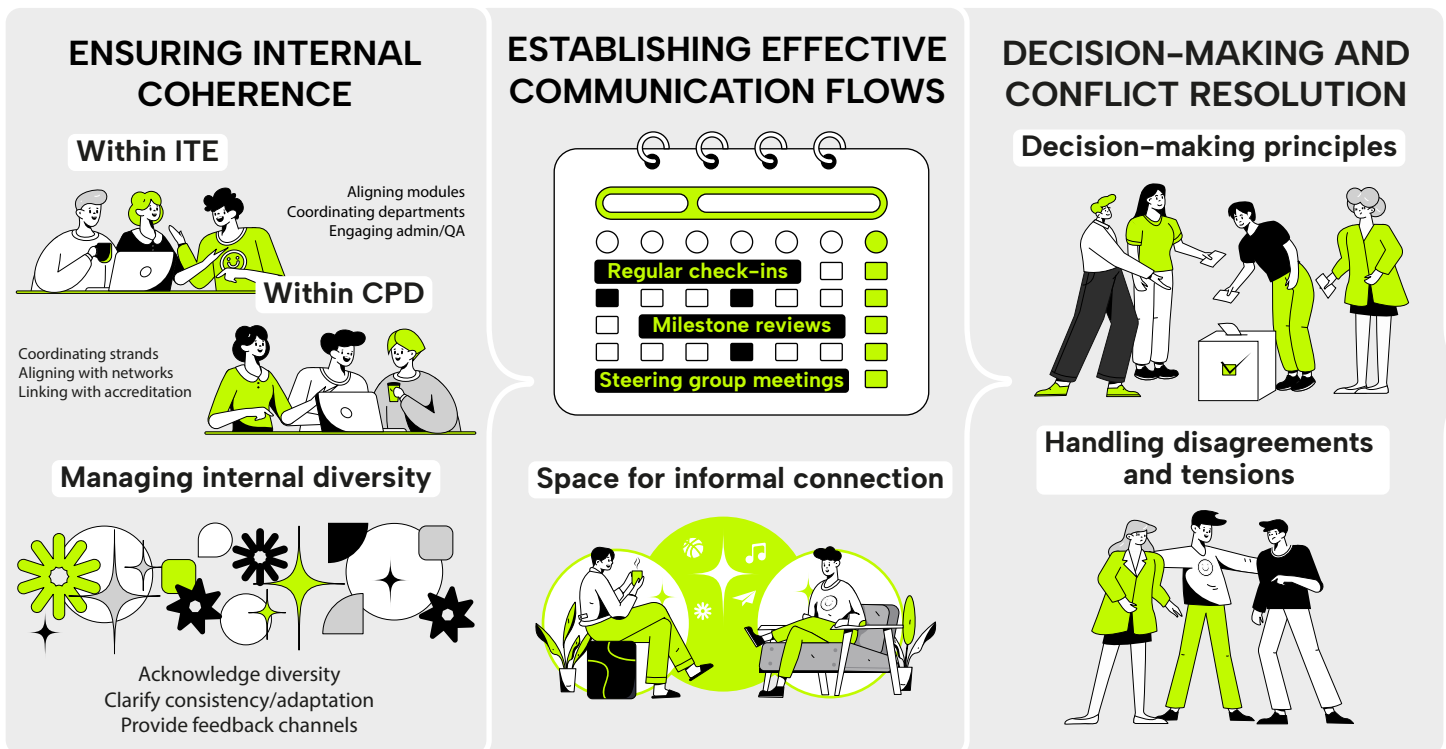 ENSURING INTERNAL
COHERENCE
Within ITE
Aligning modules
Coordinating departments
Engaging admin/QA
Within CPD
Coordinating strands
Aligning with networks
Linking with accreditation
Managing internal diversity
Acknowledge diversity
Clarify consistency/adaptation
Provide feedback channels
ESTABLISHING EFFECTIVE
COMMUNICATION FLOWS
Regular check-ins
Milestone reviews
Steering group meetings
Space for informal connection
DECISION-MAKING AND
CONFLICT RESOLUTION
Decision-making principles
Handling disagreements
and tensions